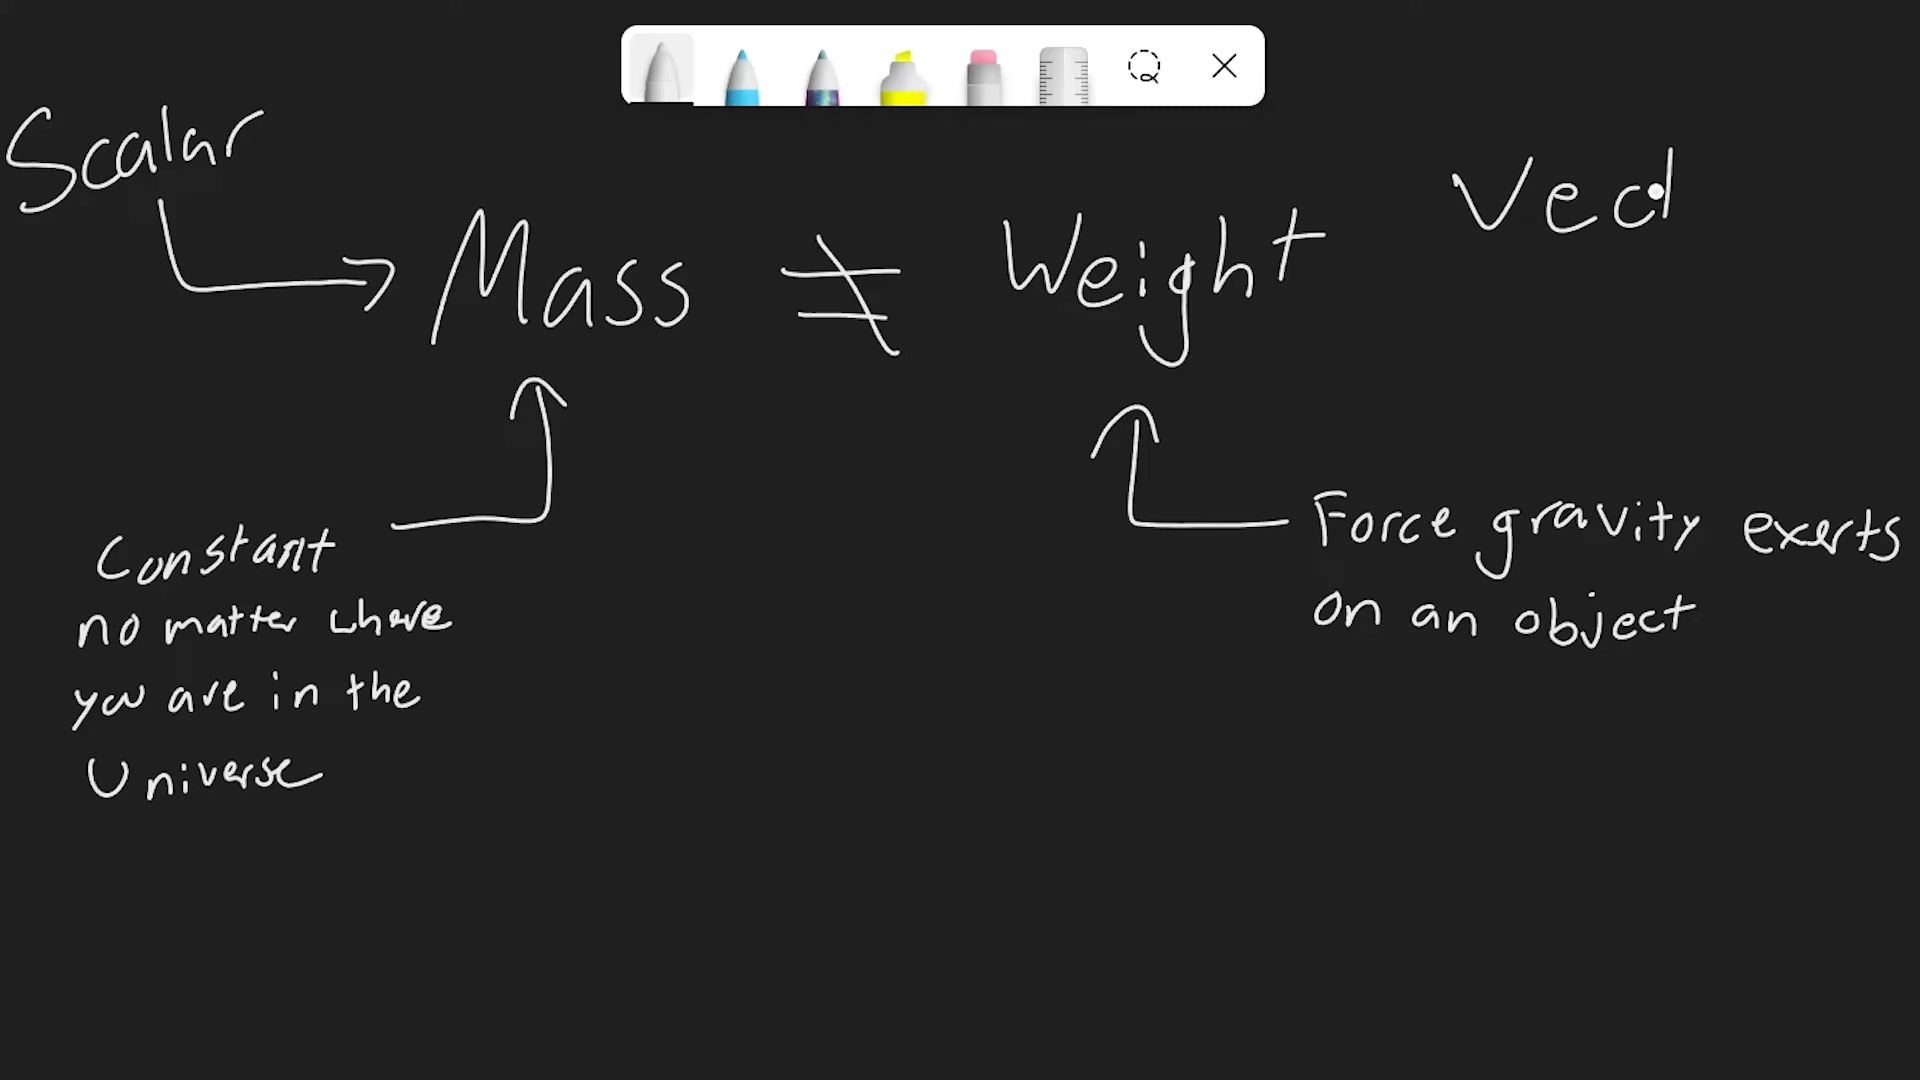 Scalar
Mass ≠ Weight
Vect
Constant
no matter where
you are in the
Universe
Force gravity exerts
on an object